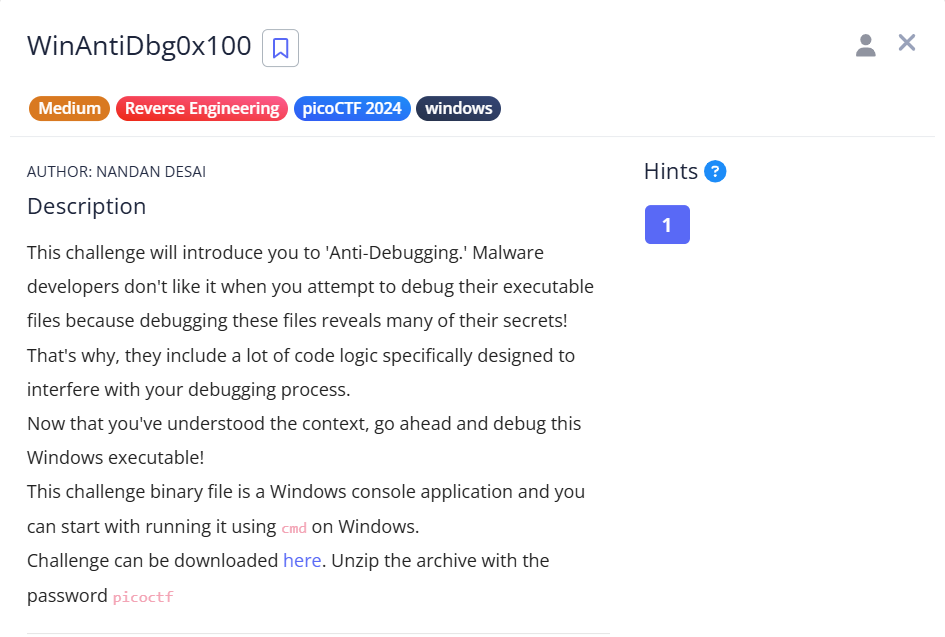 WinAntiDbg0x100
Medium
Reverse Engineering
picoCTF 2024
windows
AUTHOR: NANDAN DESAI
Description
This challenge will introduce you to 'Anti-Debugging.' Malware
developers don't like it when you attempt to debug their executable
files because debugging these files reveals many of their secrets!
That's why, they include a lot of code logic specifically designed to
interfere with your debugging process.
Now that you've understood the context, go ahead and debug this
Windows executable!
This challenge binary file is a Windows console application and you
can start with running it using cmd on Windows.
Challenge can be downloaded here. Unzip the archive with the
password picoctf
Hints ?
1